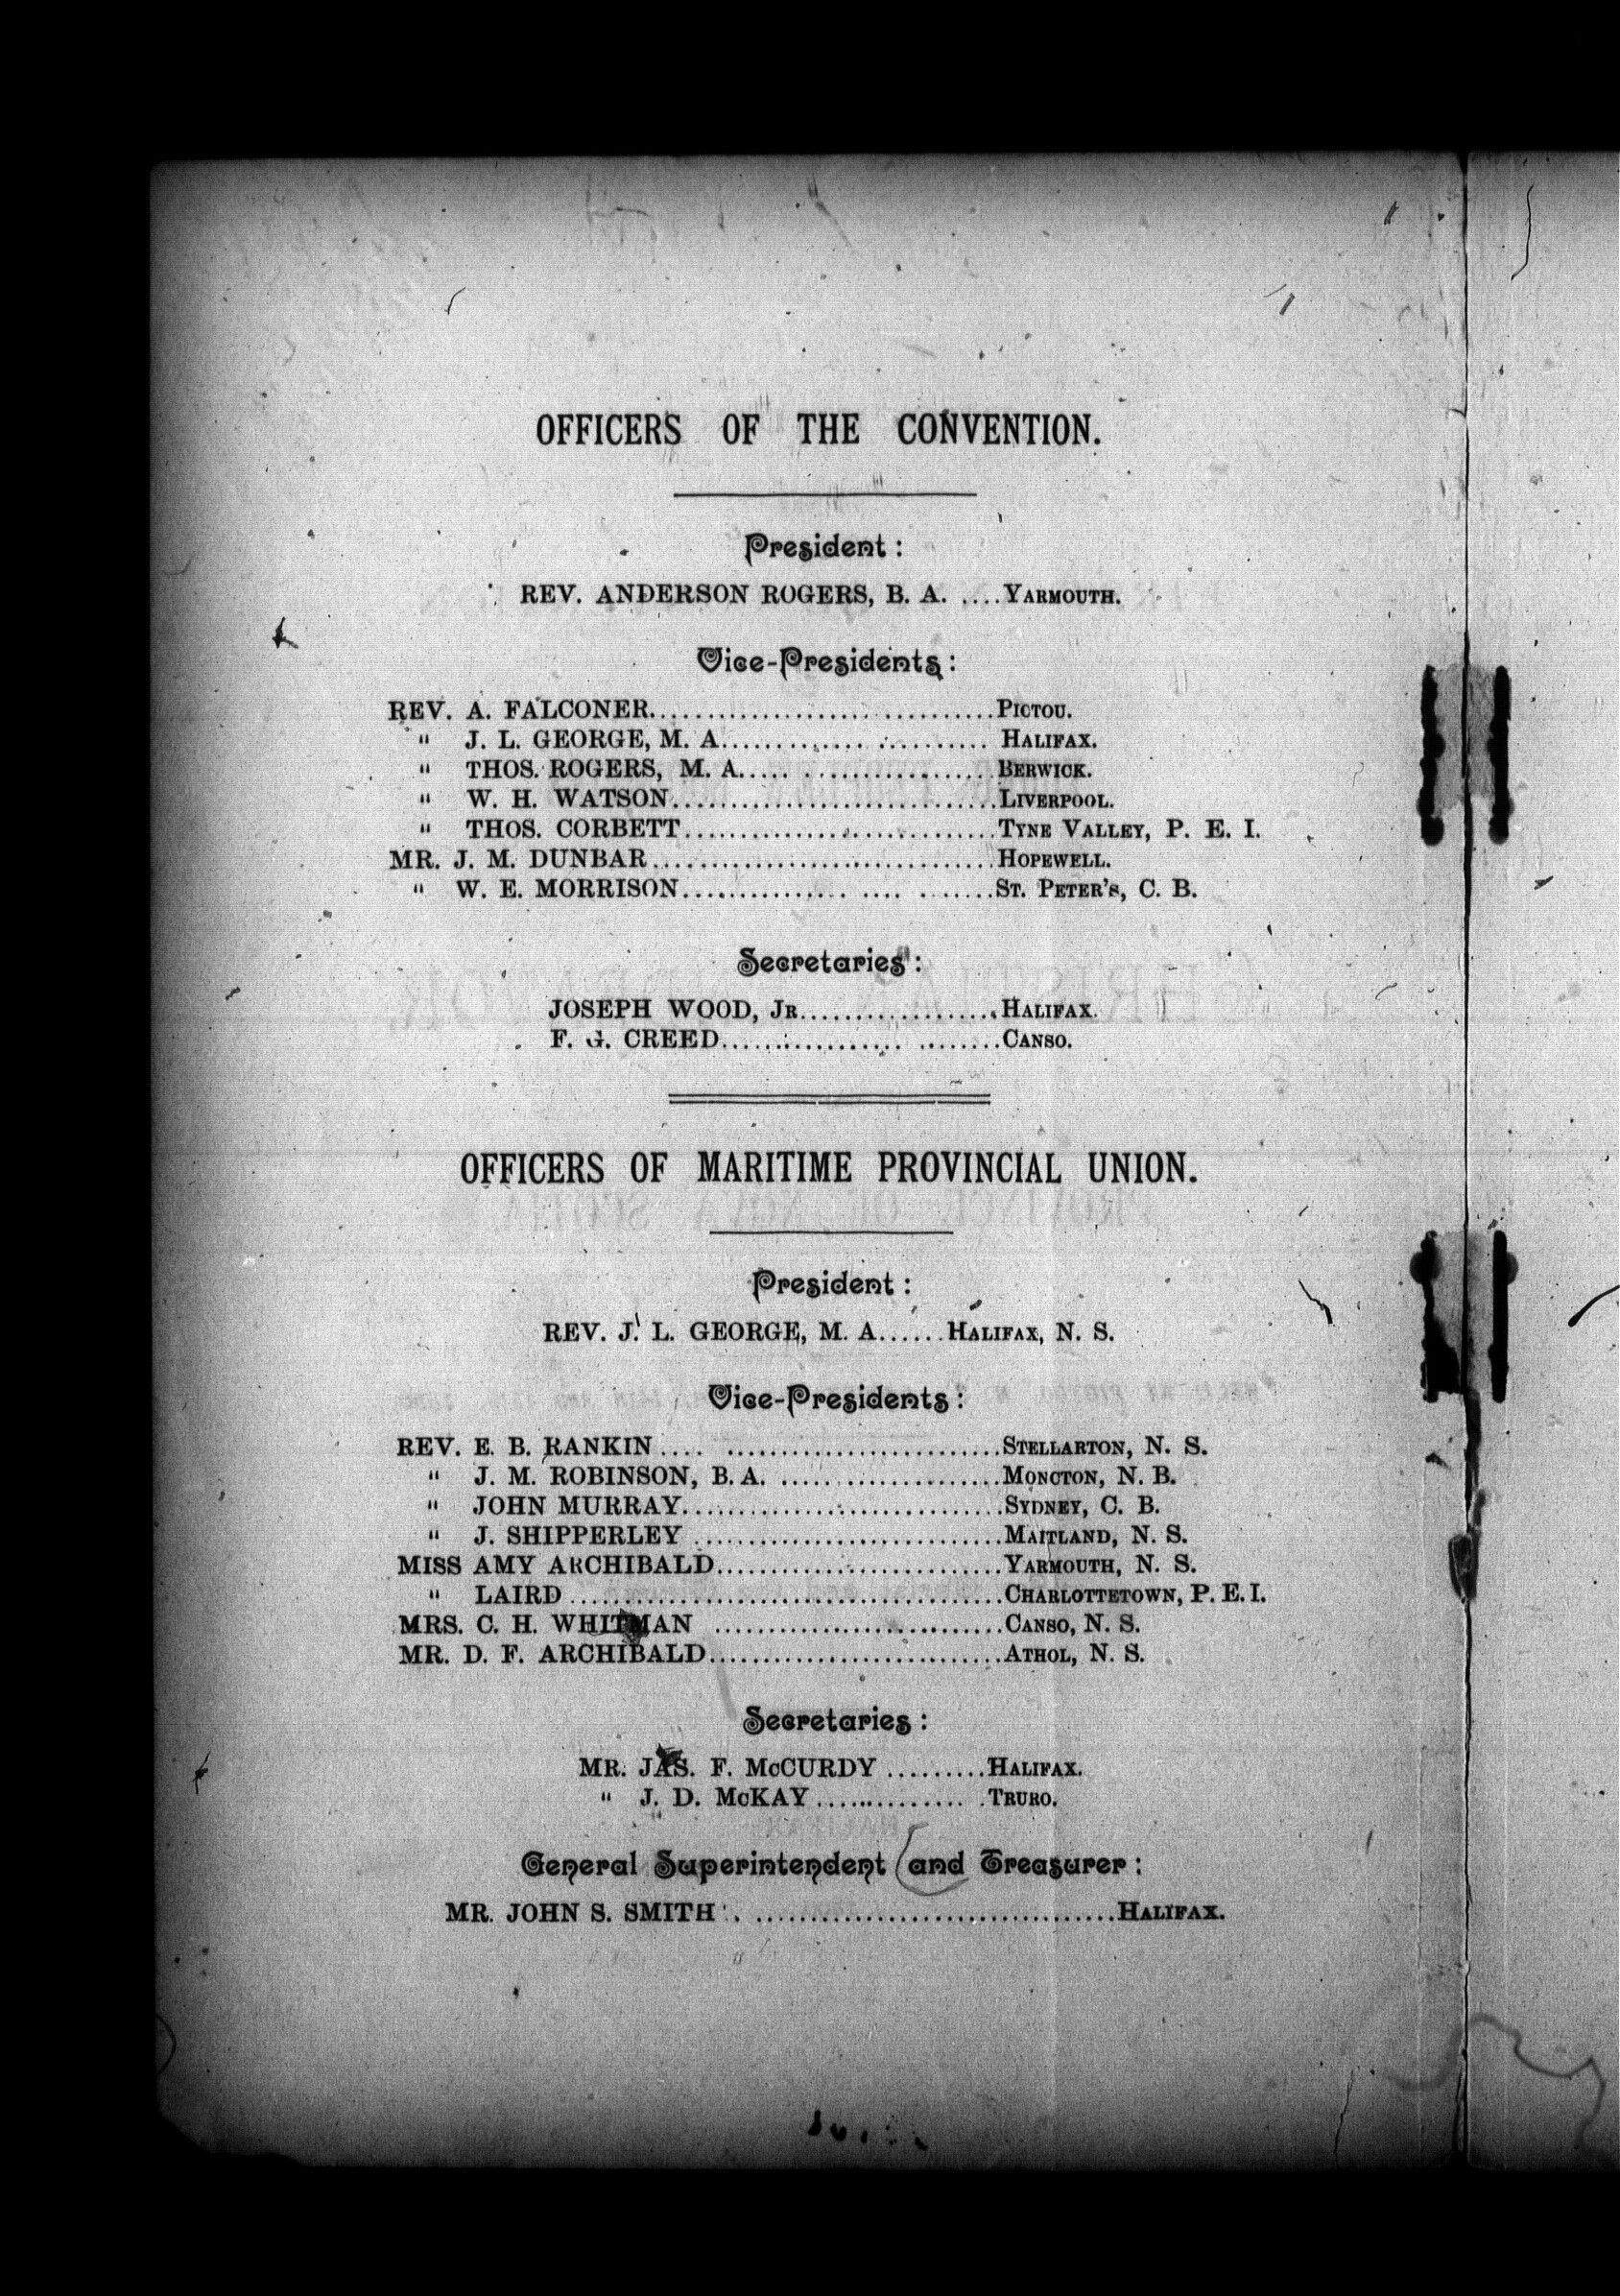 OFFICERS OF THE CONVENTION.
President:
REV. ANDERSON ROGERS, B. A. ....YARMOUTH.
Vice-Presidents:
REV. A. FALCONER..............................PICTOU.
" J. L. GEORGE, M. A....................... HALIFAX.
" THOS. ROGERS, M. A......................BERWICK.
" W. H. WATSON............................LIVERPOOL.
" THOS. CORBETT...........................TYNE VALLEY, P. E. I.
MR. J. M. DUNBAR..............................HOPEWELL.
" W. E. MORRISON.............. .... .......ST. PETER'S, C. B.
Secretaries:
JOSEPH WOOD, JR..................HALIFAX.
F. G. CREED.................. ........CANSO.
OFFICERS OF MARITIME PROVINCIAL UNION.
President:
REV. J. L. GEORGE, M. A......HALIFAX, N. S.
Vice-Presidents:
REV. E. B. RANKIN .... ........................STELLARTON, N. S.
" J. M. ROBINSON, B. A. ...................MONCTON, N. B.
" JOHN MURRAY............................SYDNEY, C. B.
" J. SHIPPERLEY ...........................MAITLAND, N. S.
MISS AMY ARCHIBALD.........................YARMOUTH, N. S.
" LAIRD ......................................CHARLOTTETOWN, P. E. I.
MRS. C. H. WHITMAN .........................CANSO, N. S.
MR. D. F. ARCHIBALD..........................ATHOL, N. S.
Secretaries:
MR. JAS. F. McCURDY .........HALIFAX.
" J. D. McKAY ............. .TRURO.
General Superintendent and Treasurer:
MR. JOHN S. SMITH . ................................HALIFAX.